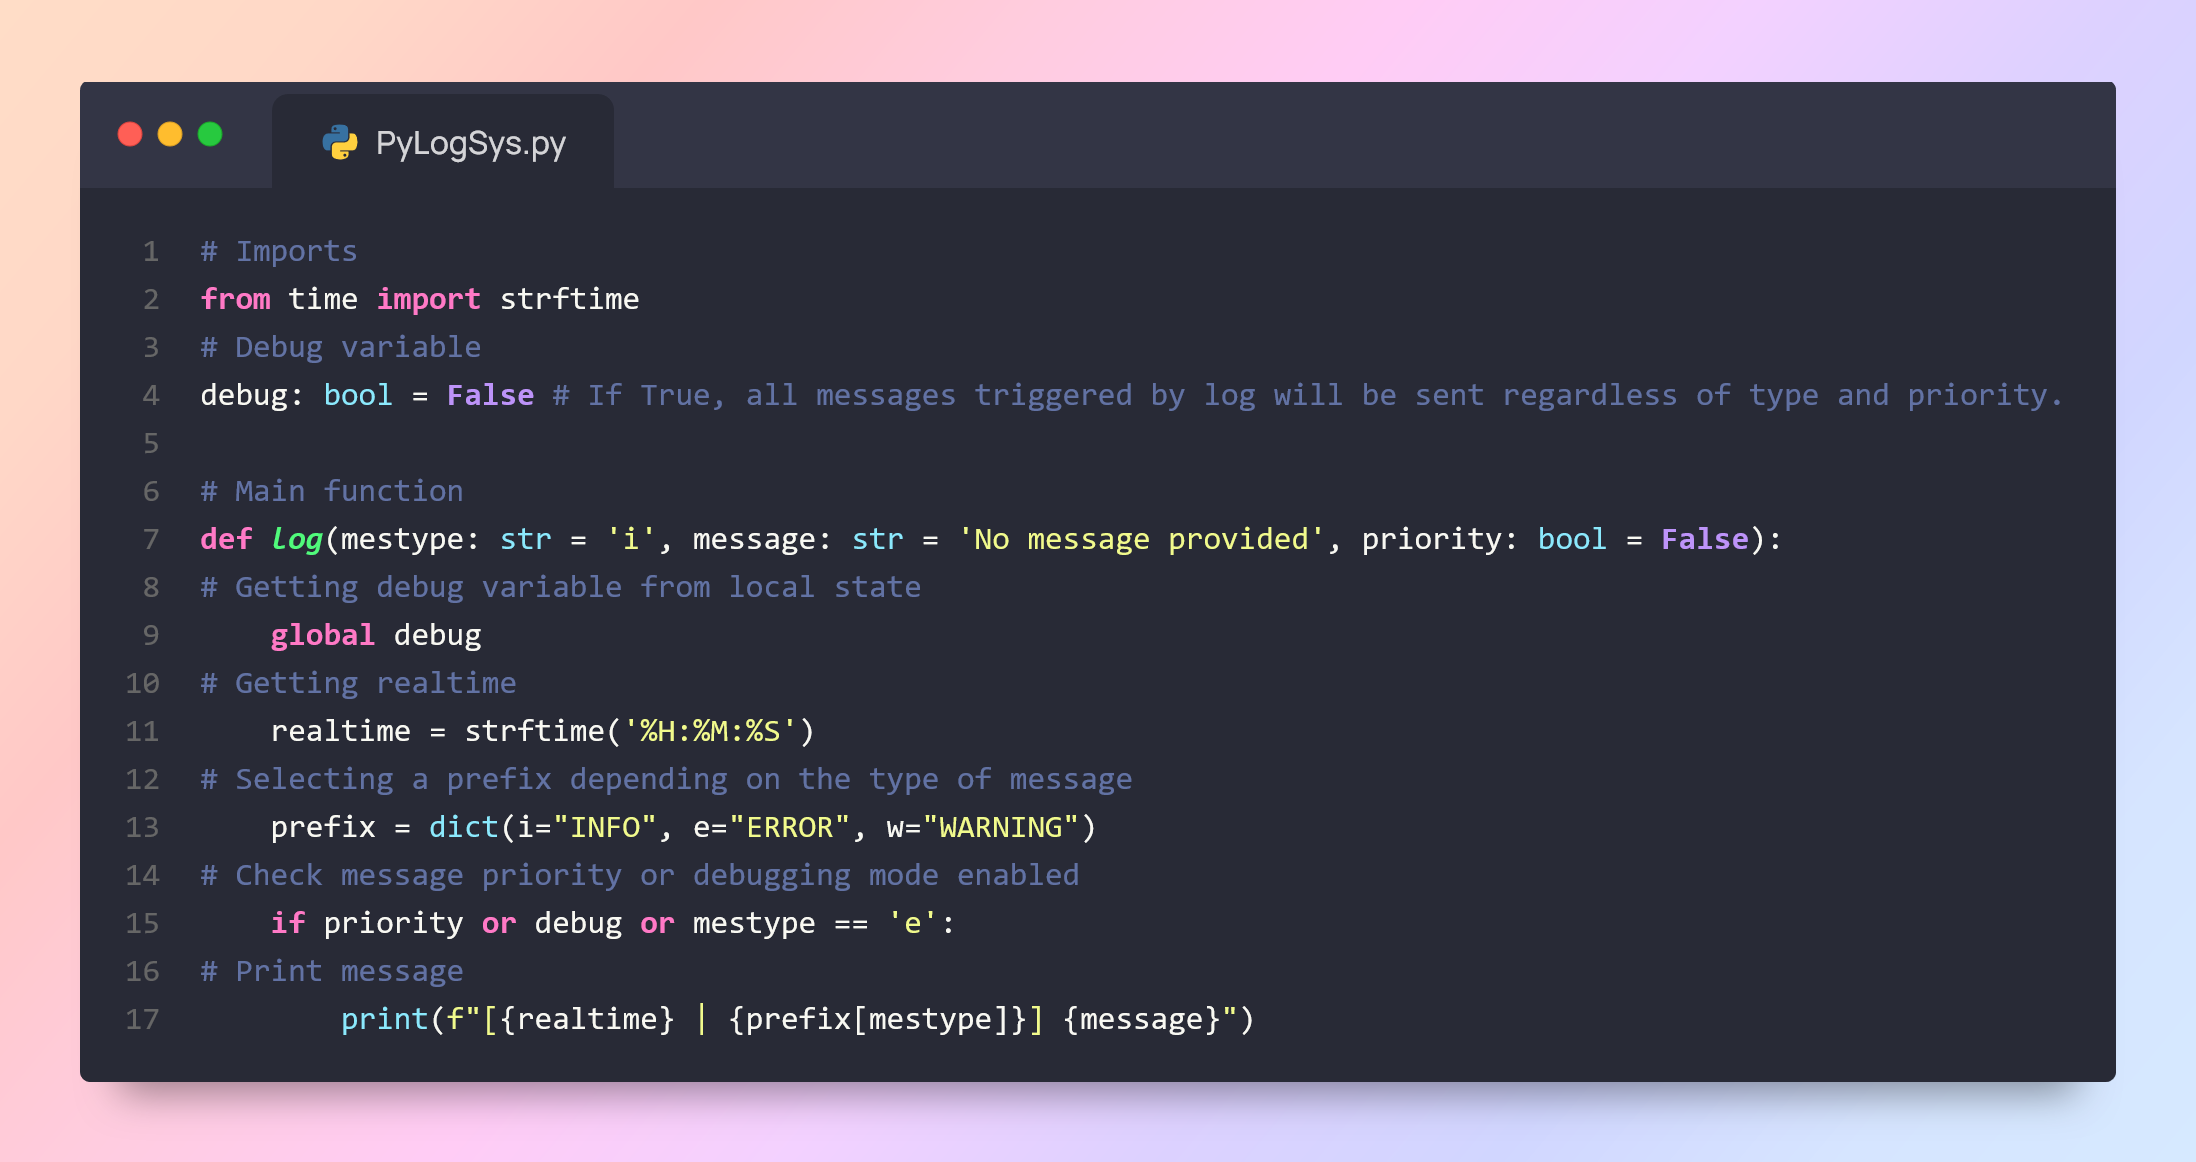 PyLogSys.py
1 # Imports
2 from time import strftime
3 # Debug variable
4 debug: bool = False # If True, all messages triggered by log will be sent regardless of type and priority.
5
6 # Main function
7 def log(mestype: str = 'i', message: str = 'No message provided', priority: bool = False):
8 # Getting debug variable from local state
9     global debug
10 # Getting realtime
11     realtime = strftime('%H:%M:%S')
12 # Selecting a prefix depending on the type of message
13     prefix = dict(i="INFO", e="ERROR", w="WARNING")
14 # Check message priority or debugging mode enabled
15     if priority or debug or mestype == 'e':
16 # Print message
17         print(f"[{realtime} | {prefix[mestype]}] {message}")